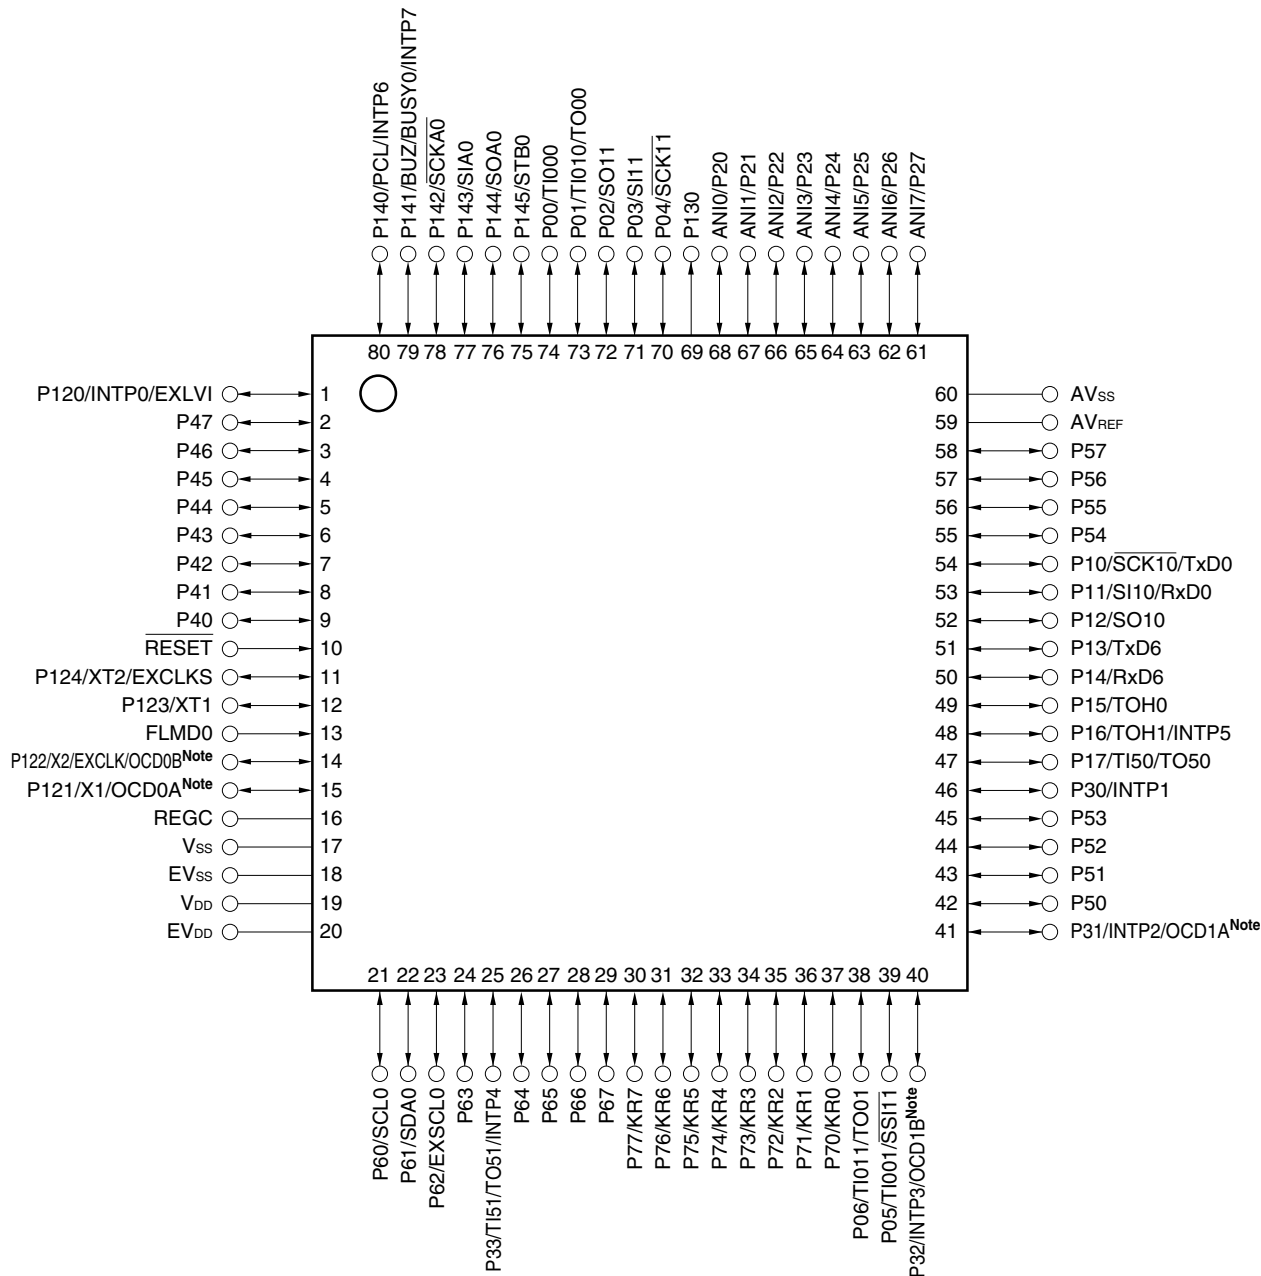 P140/PCL/INTP6
P141/BUZ/BUSY0/INTP7
P142/SCKA0
P143/SIA0
P144/SOA0
P145/STB0
P00/TI000
P01/TI010/TO00
P02/SO11
P03/SI11
P04/SCK11
P130
ANI0/P20
ANI1/P21
ANI2/P22
ANI3/P23
ANI4/P24
ANI5/P25
ANI6/P26
ANI7/P27
80 79 78 77 76 75 74 73 72 71 70 69 68 67 66 65 64 63 62 61
P120/INTP0/EXLVI 1
P47 2
P46 3
P45 4
P44 5
P43 6
P42 7
P41 8
P40 9
RESET 10
P124/XT2/EXCLKS 11
P123/XT1 12
FLMD0 13
P122/X2/EXCLK/OCD0BNote 14
P121/X1/OCD0ANote 15
REGC 16
VSS 17
EVSS 18
VDD 19
EVDD 20
60 AVSS
59 AVREF
58 P57
57 P56
56 P55
55 P54
54 P10/SCK10/TxD0
53 P11/SI10/RxD0
52 P12/SO10
51 P13/TxD6
50 P14/RxD6
49 P15/TOH0
48 P16/TOH1/INTP5
47 P17/TI50/TO50
46 P30/INTP1
45 P53
44 P52
43 P51
42 P50
41 P31/INTP2/OCD1ANote
21 22 23 24 25 26 27 28 29 30 31 32 33 34 35 36 37 38 39 40
P60/SCL0
P61/SDA0
P62/EXSCL0
P63
P33/TI51/TO51/INTP4
P64
P65
P66
P67
P77/KR7
P76/KR6
P75/KR5
P74/KR4
P73/KR3
P72/KR2
P71/KR1
P70/KR0
P06/TI011/TO01
P05/TI001/SSI11
P32/INTP3/OCD1BNote